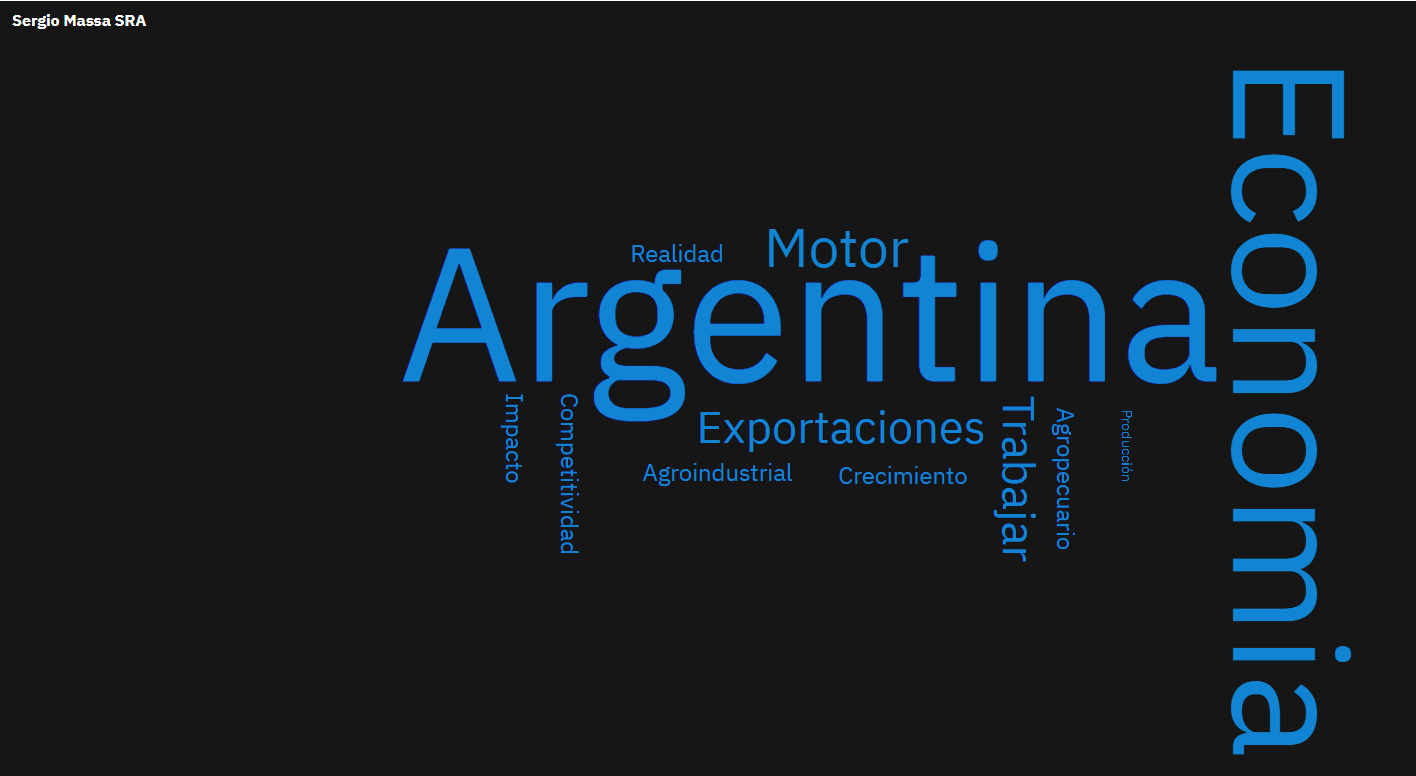 Sergio Massa SRA
Economia
Realidad
Motor
Argentina
Impacto
Competitividad
Exportaciones
Agroindustrial
Crecimiento
Trabajar
Agropecuario
Producción